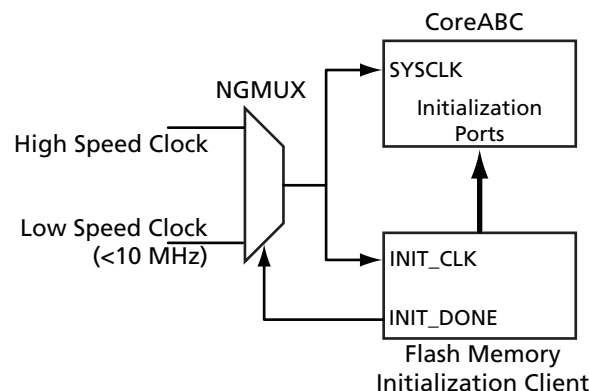 CoreABC
SYSCLK
NGMUX
Initialization
Ports
High Speed Clock
Low Speed Clock
(<10 MHz)
INIT_CLK
INIT_DONE
Flash Memory
Initialization Client